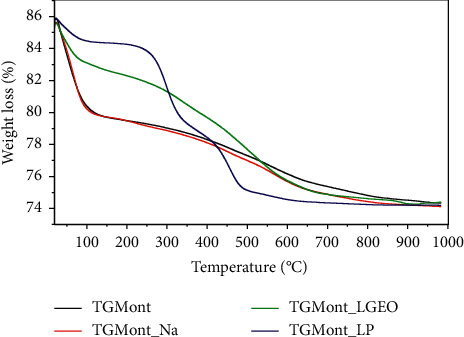 86
84
82
80
78
76
74
Weight loss (%)
100 200 300 400 500 600 700 800 900 1000
Temperature (°C)
TGMont
TGMont_LGEO
TGMont_Na
TGMont_LP